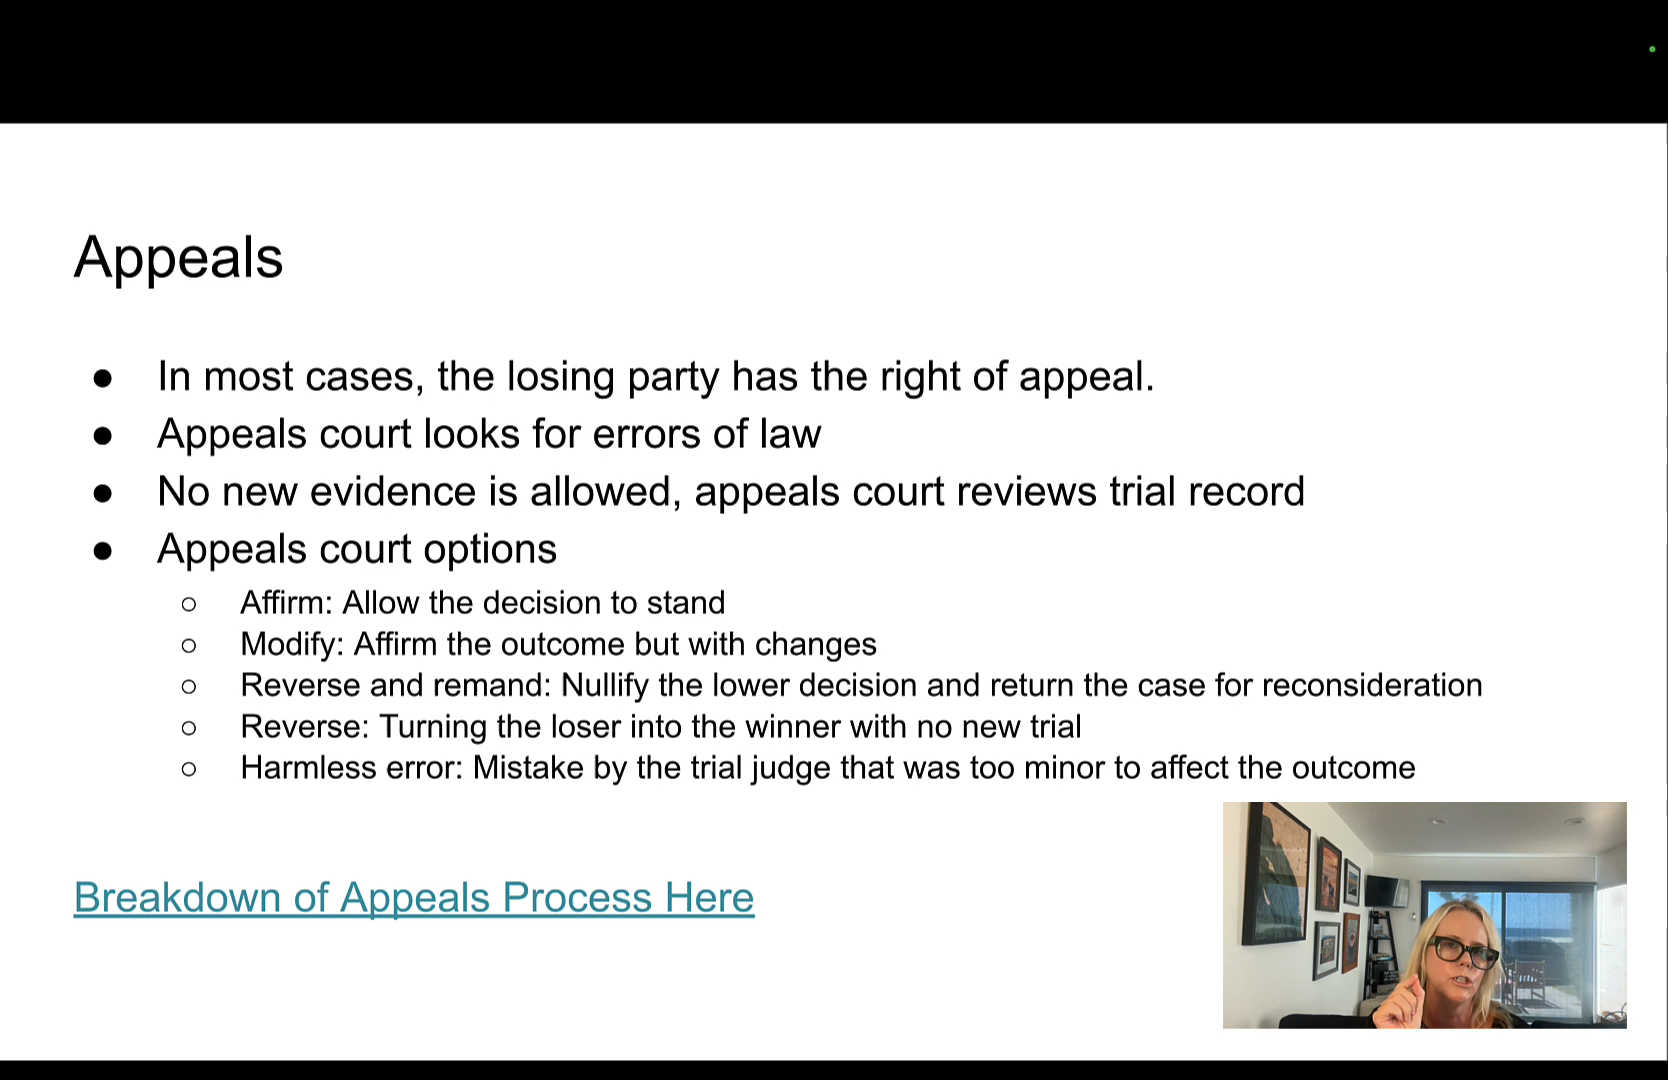 Appeals
● In most cases, the losing party has the right of appeal.
● Appeals court looks for errors of law
● No new evidence is allowed, appeals court reviews trial record
● Appeals court options
○ Affirm: Allow the decision to stand
○ Modify: Affirm the outcome but with changes
○ Reverse and remand: Nullify the lower decision and return the case for reconsideration
○ Reverse: Turning the loser into the winner with no new trial
○ Harmless error: Mistake by the trial judge that was too minor to affect the outcome
Breakdown of Appeals Process Here